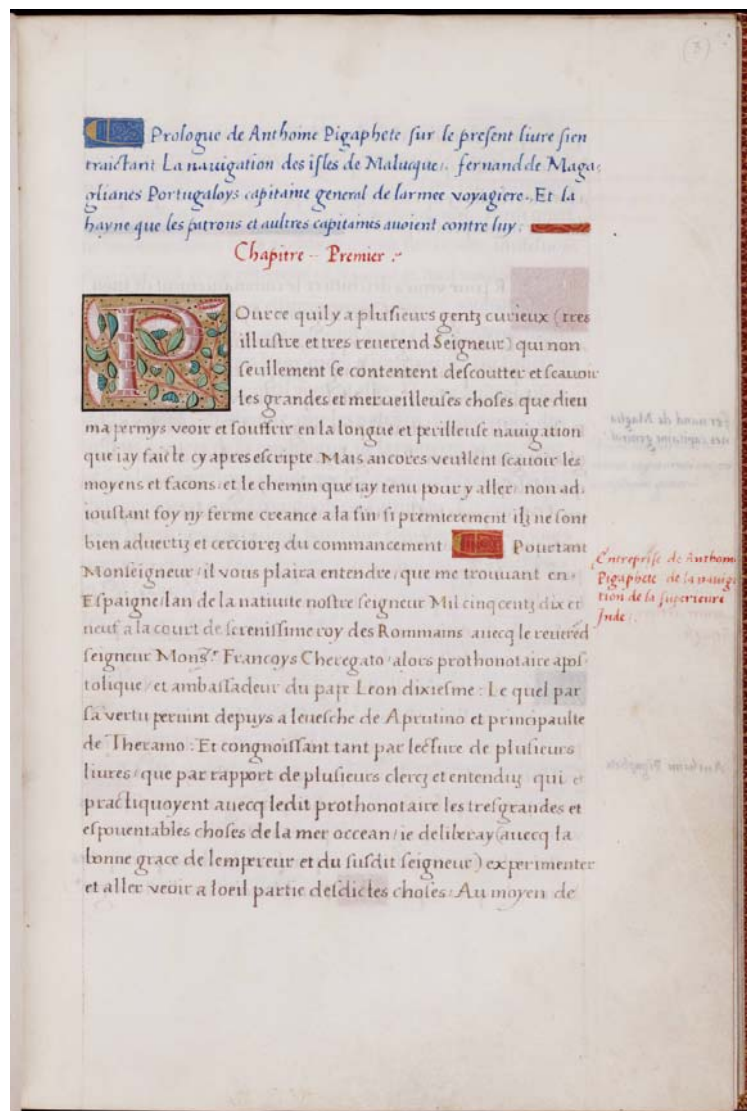 (3)
Prologue de Anthoine Pigaphete sur le present liure sien
traictant La nauigation des isles de Malucque. fernand de Maga-
glianes Portugaloys capitaine general de larmee voyagiere. Et la
hayne que les patrons et aultres capitaines auoient contre luy.
Chapitre Premier.
Pource quil y a plusieurs gentz curieux (tres
illustre et tres reuerend Seigneur) qui non
seullement se contentent descoutter et scauoir
les grandes et merueilleuses choses que dieu
ma permys veoir et souffrir en la longue et perilleuse nauigation
que iay faicte cy apres escripte. Mais ancores veullent scauoir les
moyens et facons / et le chemin que iay tenu pour y aller / non ad-
ioustant foy ny ferme creance a la fin si premierement ilz ne sont
bien aduertiz et cerciorez du commancement. Pourtant
Monseigneur / il vous plaira entendre / que me trouuant en
Espaigne lan de la natiuite nostre seigneur Mil cinq centz dix et
neuf a la court de serenissime roy des Rommains auecq le reuerẽd
seigneur Monsr. Francoys Cheregato / alors prothonotaire apos-
tolique / et ambassadeur du pape Leon dixiesme : Le quel par
sa vertu peruint depuys a leuesche de Aprutino et principaulte
de Theramo : Et congnoissant tant par lecture de plusieurs
liures / que par rapport de plusieurs clercz et entenduz qui
practiquoyent auecq ledit prothonotaire les tresgrandes et
espouentables choses de la mer occean / ie deliberay (auecq la
bonne grace de lempereur et du susdit seigneur) experimenter
et aller veoir a loeil partie desdictes choses : Au moyen de
Entreprise de Anthoin
Pigaphete de la nauiga
tion de la superieure
Inde.